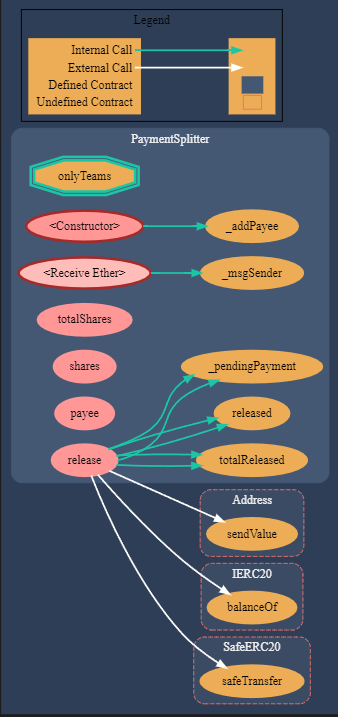 Legend
Internal Call
External Call
Defined Contract
Undefined Contract
PaymentSplitter
onlyTeams
<Constructor>
_addPayee
<Receive Ether>
_msgSender
totalShares
shares
_pendingPayment
payee
released
release
totalReleased
Address
sendValue
IERC20
balanceOf
SafeERC20
safeTransfer